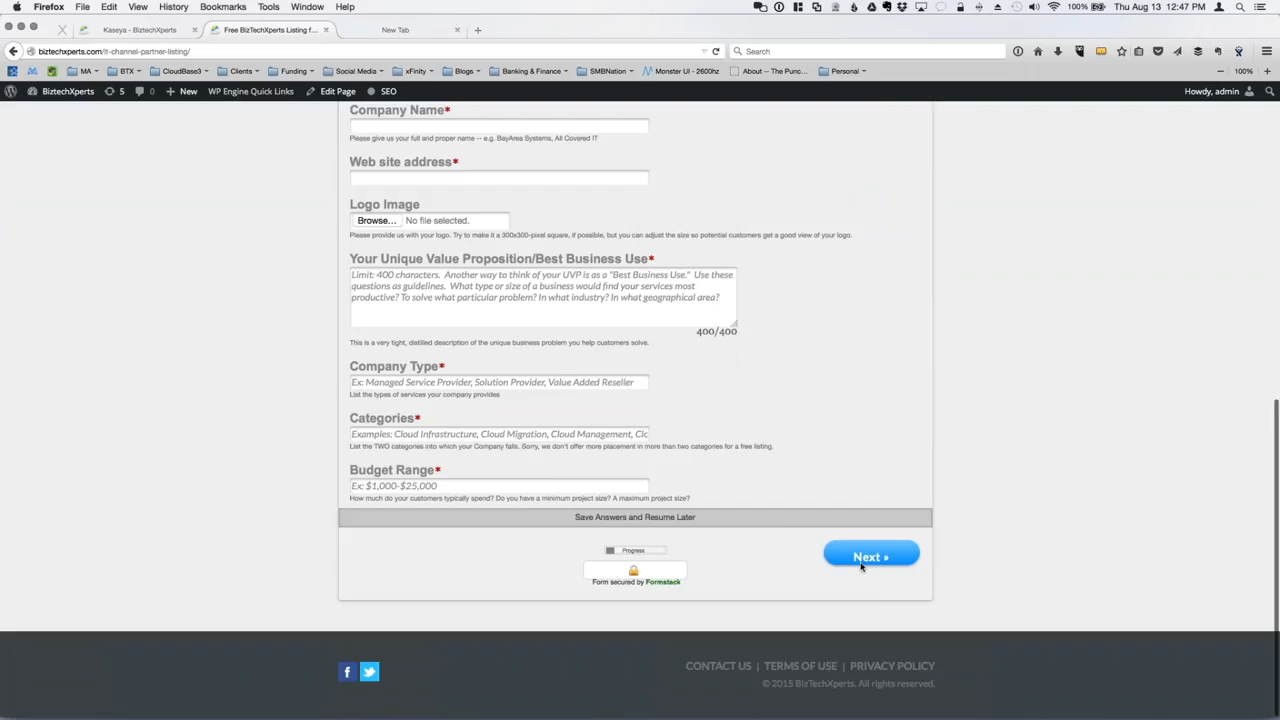 Firefox File Edit View History Bookmarks Tools Window Help 100% Thu Aug 13 12:47 PM
Kaseya - BiztechXperts × Free BizTechXperts Listing f... × New Tab × +
biztechxperts.com/it-channel-partner-listing/ Search
MA BTX CloudBase3 Clients Funding Social Media xFinity Blogs Banking & Finance SMBNation Monster UI - 2600hz About -- The Punc... Personal 100%
BiztechXperts 5 0 + New WP Engine Quick Links Edit Page SEO Howdy, admin
Company Name*
Please give us your full and proper name -- e.g. BayArea Systems, All Covered IT
Web site address*
Logo Image
Browse... No file selected.
Please provide us with your logo. Try to make it a 300x300-pixel square, if possible, but you can adjust the size so potential customers get a good view of your logo.
Your Unique Value Proposition/Best Business Use*
Limit: 400 characters. Another way to think of your UVP is as a "Best Business Use." Use these
questions as guidelines. What type or size of a business would find your services most
productive? To solve what particular problem? In what industry? In what geographical area?
400/400
This is a very tight, distilled description of the unique business problem you help customers solve.
Company Type*
Ex: Managed Service Provider, Solution Provider, Value Added Reseller
List the types of services your company provides
Categories*
Examples: Cloud Infrastructure, Cloud Migration, Cloud Management, Clc
List the TWO categories into which your Company falls. Sorry, we don't offer more placement in more than two categories for a free listing.
Budget Range*
Ex: $1,000-$25,000
How much do your customers typically spend? Do you have a minimum project size? A maximum project size?
Save Answers and Resume Later
Progress
Next »
Form secured by Formstack
CONTACT US | TERMS OF USE | PRIVACY POLICY
© 2015 BizTechXperts. All rights reserved.